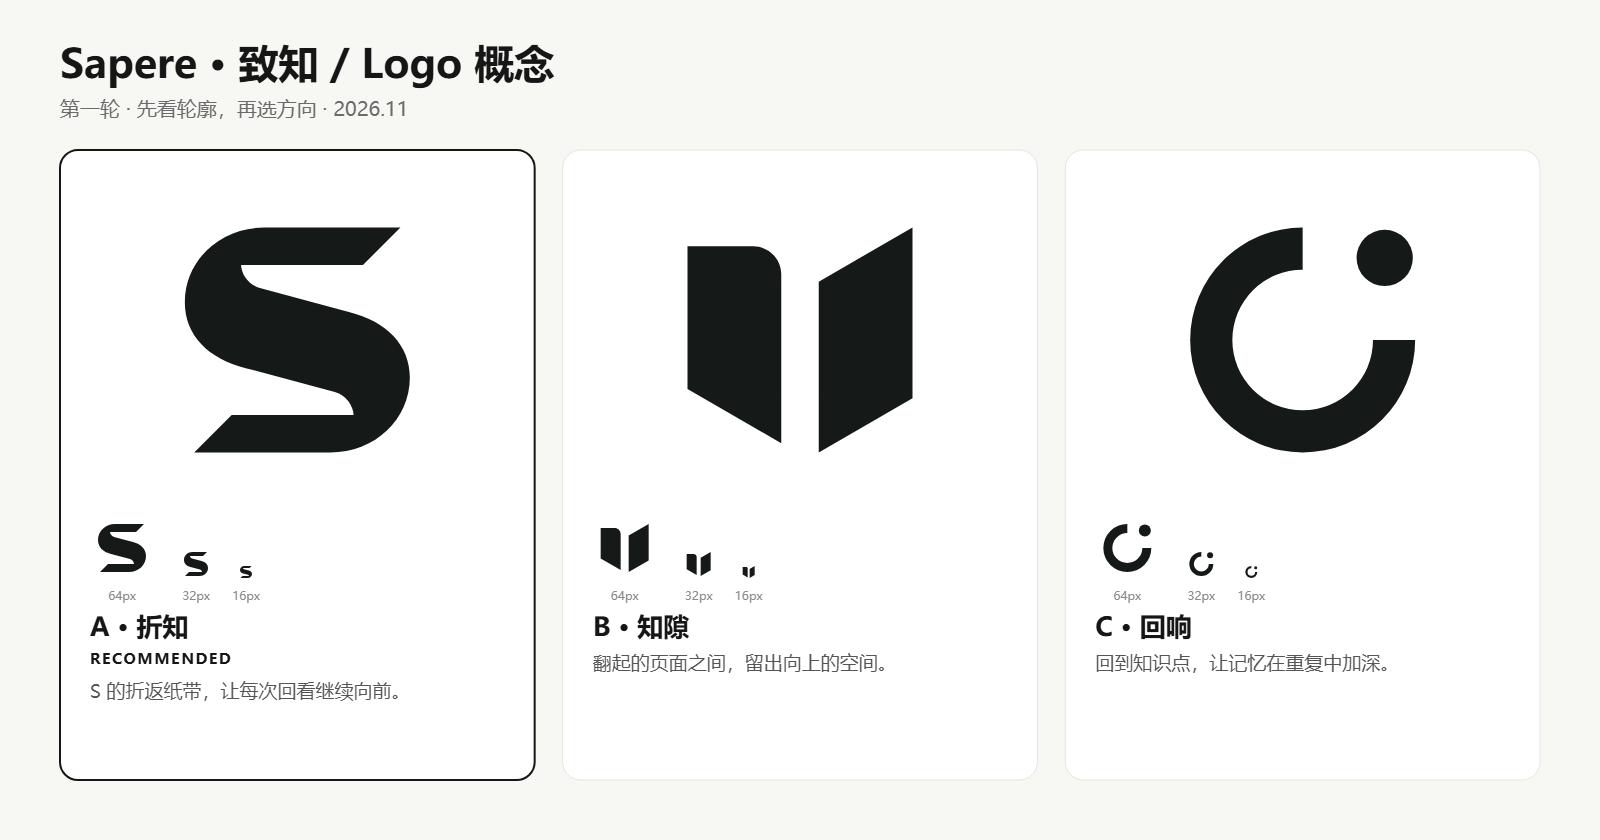 Sapere · 致知 / Logo 概念
第一轮 · 先看轮廓，再选方向 · 2026.11
64px 32px 16px
A · 折知
RECOMMENDED
S 的折返纸带，让每次回看继续向前。
64px 32px 16px
B · 知隙
翻起的页面之间，留出向上的空间。
64px 32px 16px
C · 回响
回到知识点，让记忆在重复中加深。